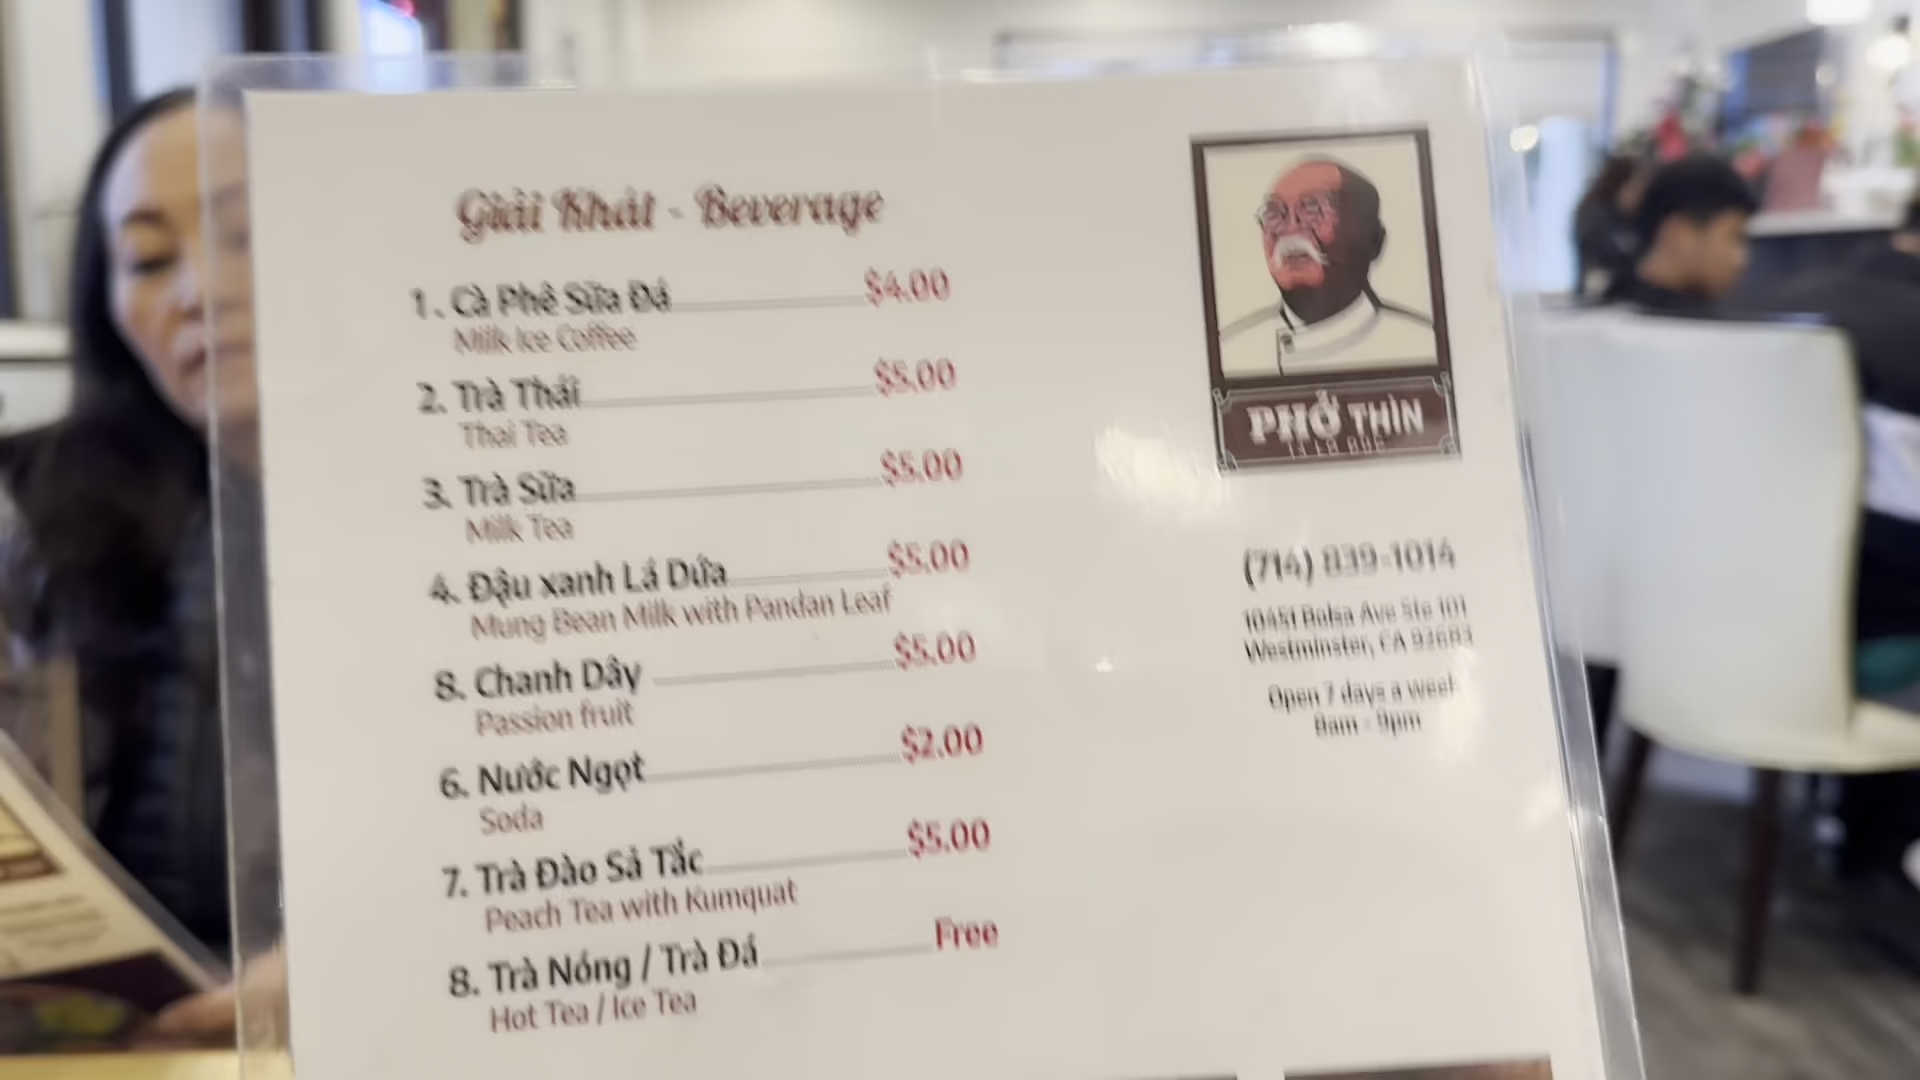 Giải Khát - Beverage
1. Cà Phê Sữa Đá $4.00
Milk Ice Coffee
2. Trà Thái $5.00
Thai Tea
3. Trà Sữa $5.00
Milk Tea
4. Đậu xanh Lá Dứa $5.00
Mung Bean Milk with Pandan Leaf
8. Chanh Dây $5.00
Passion fruit
6. Nước Ngọt $2.00
Soda
7. Trà Đào Sả Tắc $5.00
Peach Tea with Kumquat
8. Trà Nóng / Trà Đá Free
Hot Tea / Ice Tea
PHỞ THÌN
(714) 839-1014
10451 Bolsa Ave Ste 101
Westminster, CA 92683
Open 7 days a week
8am - 9pm